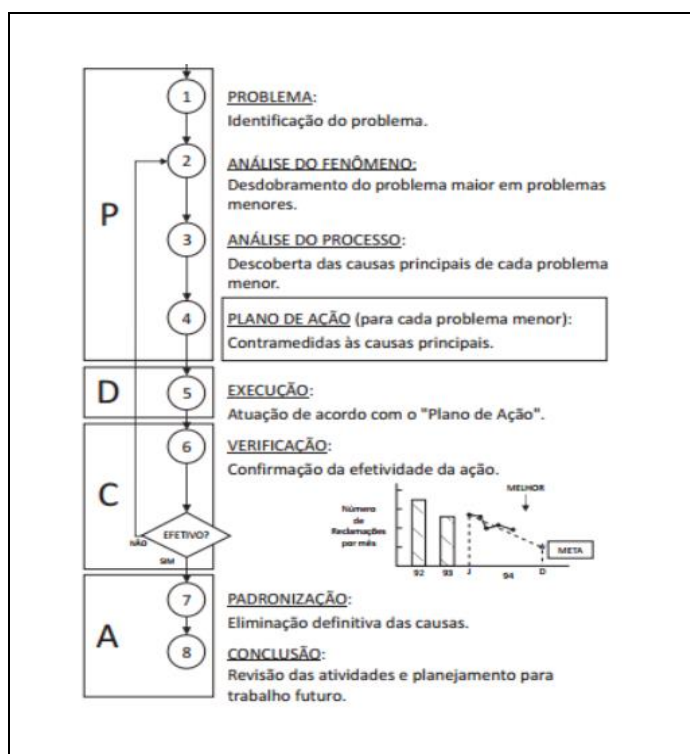 P
1
PROBLEMA:
Identificação do problema.
2
ANÁLISE DO FENÔMENO:
Desdobramento do problema maior em problemas
menores.
3
ANÁLISE DO PROCESSO:
Descoberta das causas principais de cada problema
menor.
4
PLANO DE AÇÃO (para cada problema menor):
Contramedidas às causas principais.
D
5
EXECUÇÃO:
Atuação de acordo com o "Plano de Ação".
C
6
VERIFICAÇÃO:
Confirmação da efetividade da ação.
EFETIVO?
NÃO
SIM
Número
de
Reclamações
por mês
MELHOR
META
92
93
J
94
D
A
7
PADRONIZAÇÃO:
Eliminação definitiva das causas.
8
CONCLUSÃO:
Revisão das atividades e planejamento para
trabalho futuro.